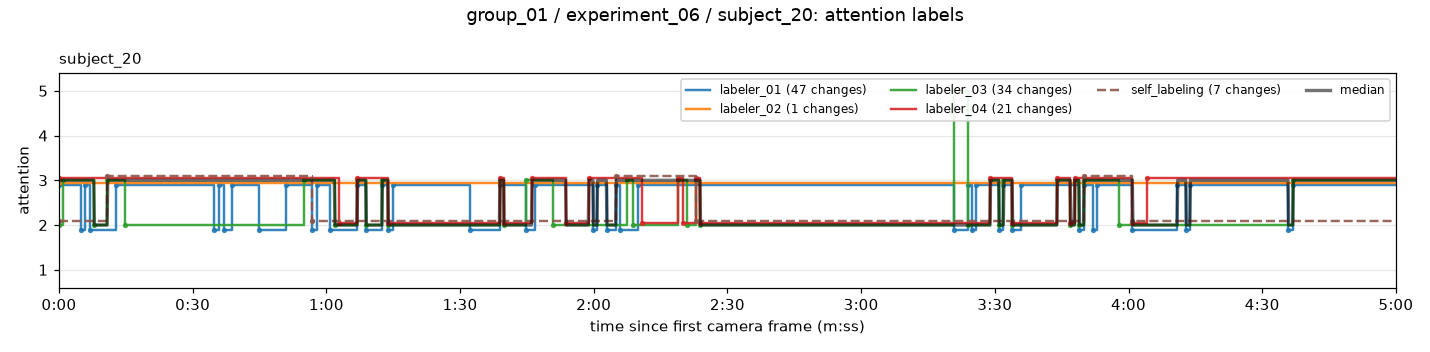 group_01 / experiment_06 / subject_20: attention labels
subject_20
labeler_01 (47 changes)
labeler_02 (1 changes)
labeler_03 (34 changes)
labeler_04 (21 changes)
self_labeling (7 changes)
median
attention
5
4
3
2
1
0:00 0:30 1:00 1:30 2:00 2:30 3:00 3:30 4:00 4:30 5:00
time since first camera frame (m:ss)